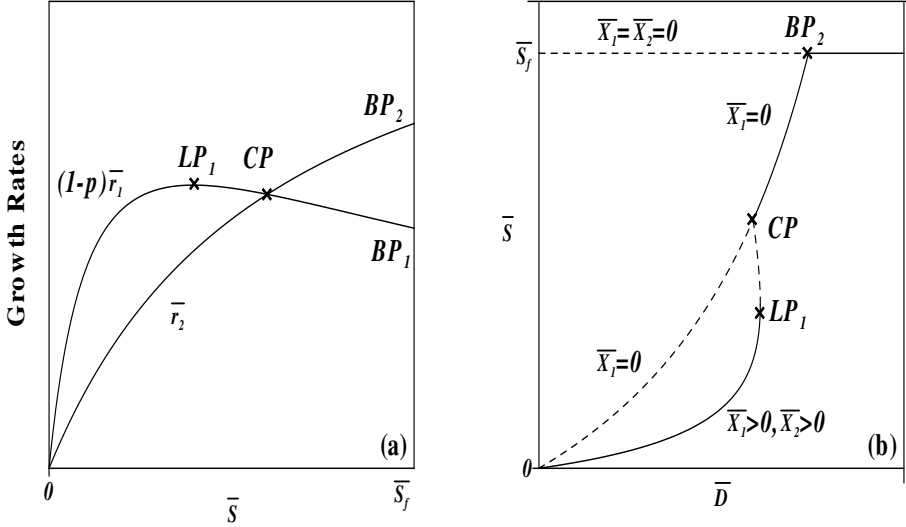 Growth Rates
(1-p)r̅₁
LP₁
CP
BP₂
BP₁
r̅₂
(a)
0
S̅
S̅f
X̅₁=X̅₂=0
BP₂
S̅f
X̅₁=0
S̅
CP
LP₁
X̅₁=0
X̅₁>0, X̅₂>0
0
(b)
D̅